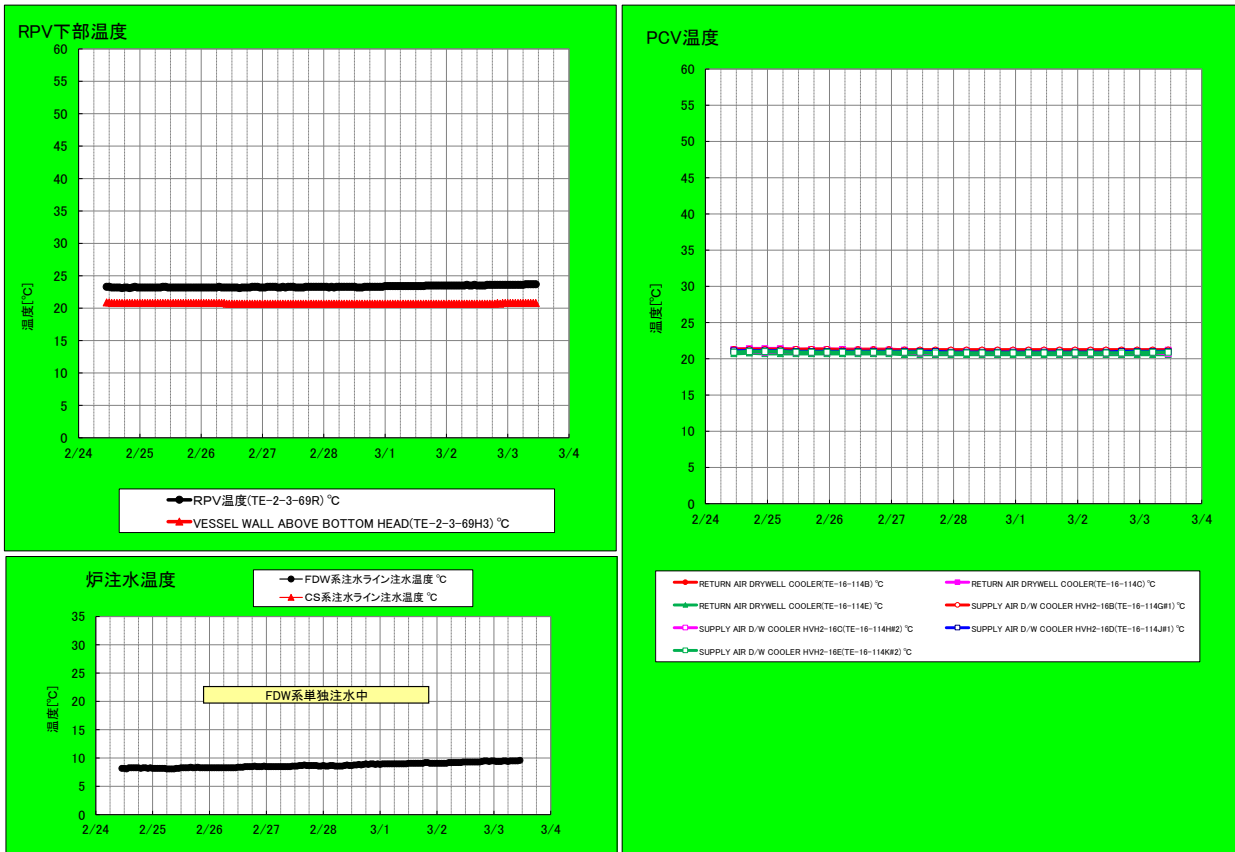 RPV下部温度
60
55
50
45
40
35
30
25
20
15
10
5
0
温度[℃]
2/24 2/25 2/26 2/27 2/28 3/1 3/2 3/3 3/4
RPV温度(TE-2-3-69R) ℃
VESSEL WALL ABOVE BOTTOM HEAD(TE-2-3-69H3) ℃
炉注水温度
FDW系注水ライン注水温度 ℃
CS系注水ライン注水温度 ℃
35
30
25
20
15
10
5
0
温度[℃]
FDW系単独注水中
2/24 2/25 2/26 2/27 2/28 3/1 3/2 3/3 3/4
PCV温度
60
55
50
45
40
35
30
25
20
15
10
5
0
温度[℃]
2/24 2/25 2/26 2/27 2/28 3/1 3/2 3/3 3/4
RETURN AIR DRYWELL COOLER(TE-16-114B) ℃
RETURN AIR DRYWELL COOLER(TE-16-114C) ℃
RETURN AIR DRYWELL COOLER(TE-16-114E) ℃
SUPPLY AIR D/W COOLER HVH2-16B(TE-16-114G#1) ℃
SUPPLY AIR D/W COOLER HVH2-16C(TE-16-114H#2) ℃
SUPPLY AIR D/W COOLER HVH2-16D(TE-16-114J#1) ℃
SUPPLY AIR D/W COOLER HVH2-16E(TE-16-114K#2) ℃